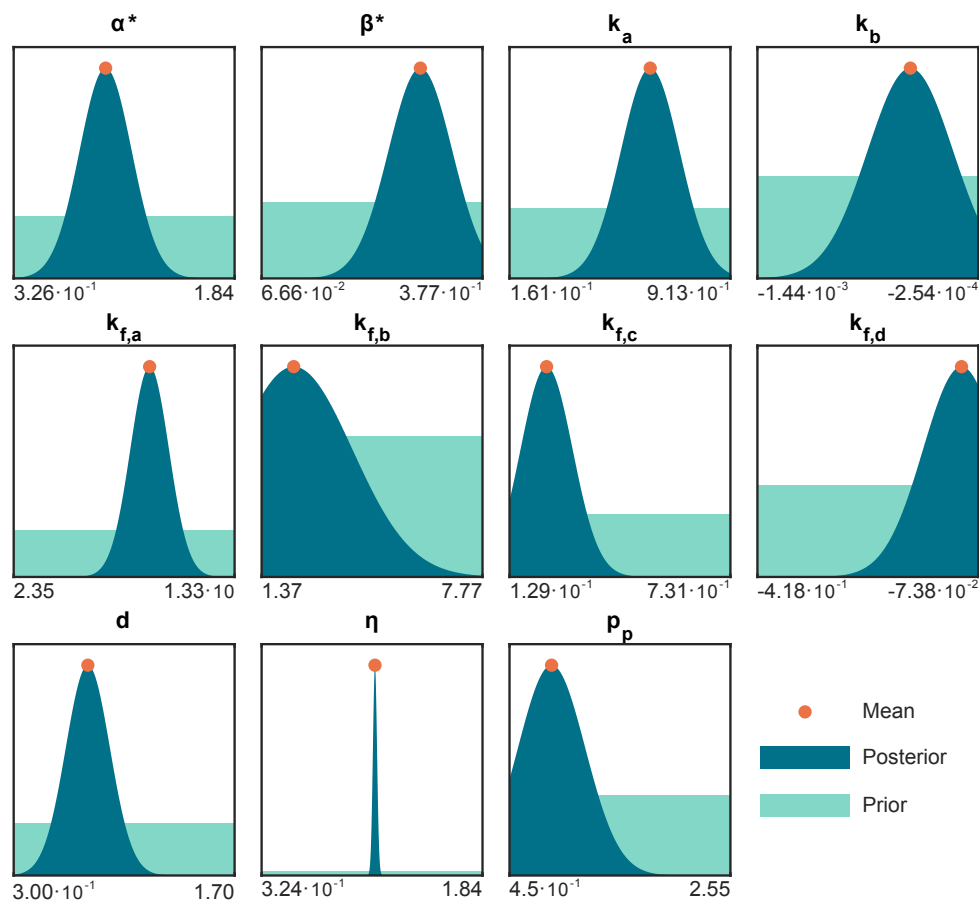 α* β* kₐ k_b
3.26·10⁻¹ 1.84 6.66·10⁻² 3.77·10⁻¹ 1.61·10⁻¹ 9.13·10⁻¹ -1.44·10⁻³ -2.54·10⁻⁴
k_f,a k_f,b k_f,c k_f,d
2.35 1.33·10 1.37 7.77 1.29·10⁻¹ 7.31·10⁻¹ -4.18·10⁻¹ -7.38·10⁻²
d η p_p
3.00·10⁻¹ 1.70 3.24·10⁻¹ 1.84 4.5·10⁻¹ 2.55
Mean
Posterior
Prior